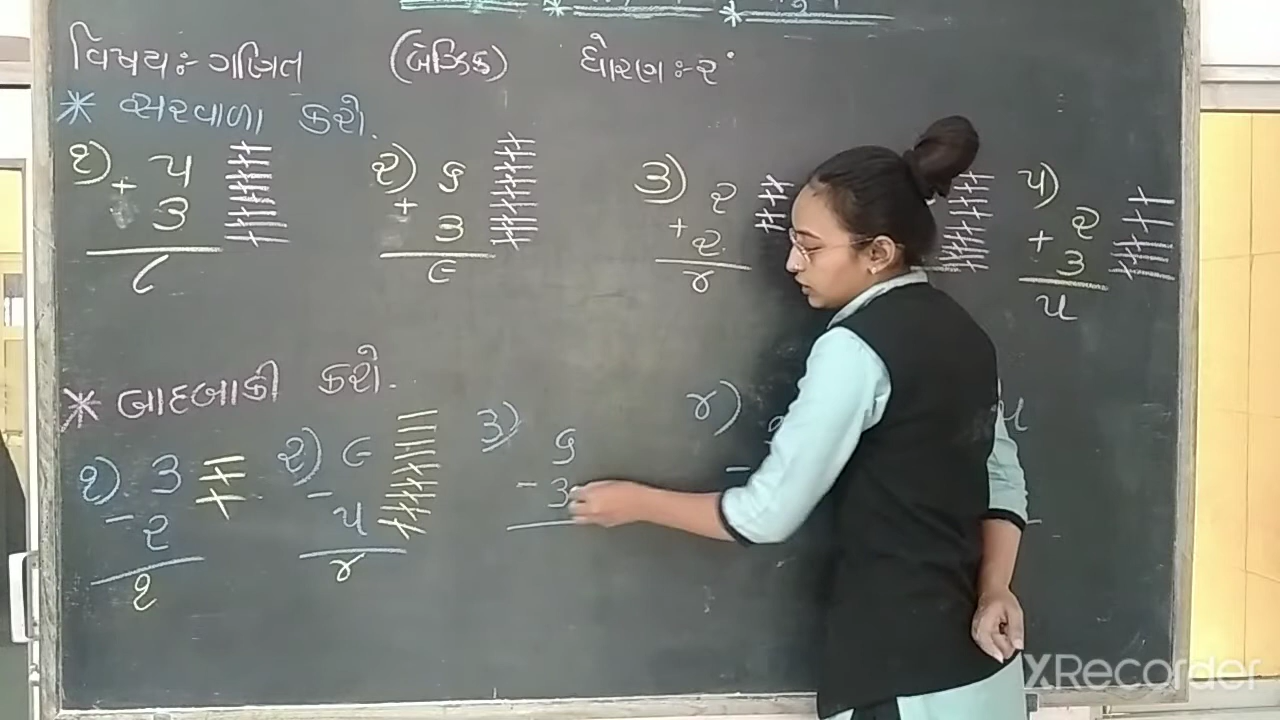 વિષય:- ગણિત (બેઝિક) ધોરણ:- ૨
* સરવાળા કરો.
૧) ૫ + ૩ ૮
૨) ૬ + ૩ ૯
૩) ૨ + ૨ ૪
૫) ૨ + ૩ ૫
* બાદબાકી કરો.
૧) ૩ - ૨ ૧
૨) ૯ - ૫ ૪
૩) ૬ - ૩
૪) -
૫
XRecorder